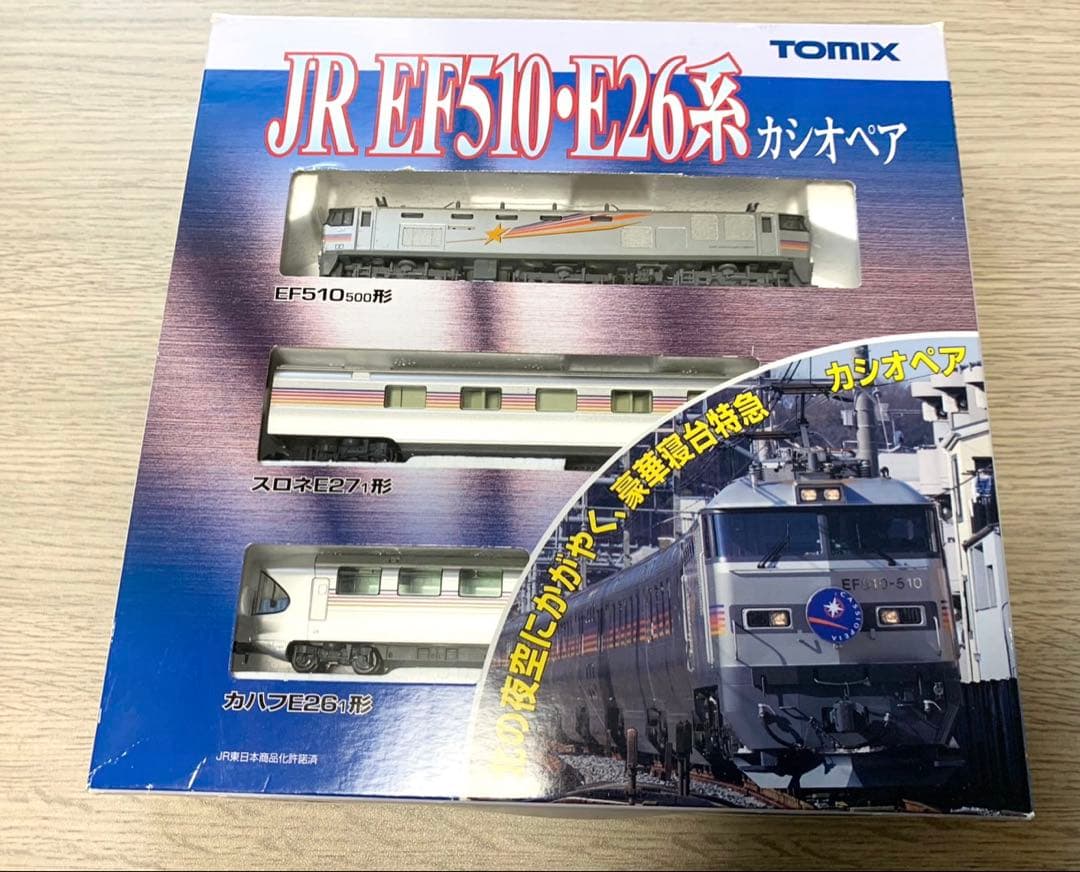 TOMIX
JR EF510・E26系 カシオペア
EF510 500形
スロネE27 1形
カハフE26 1形
JR東日本商品化許諾済
カシオペア
北の夜空にかがやく、豪華寝台特急
EF510-510
CASSIOPEIA